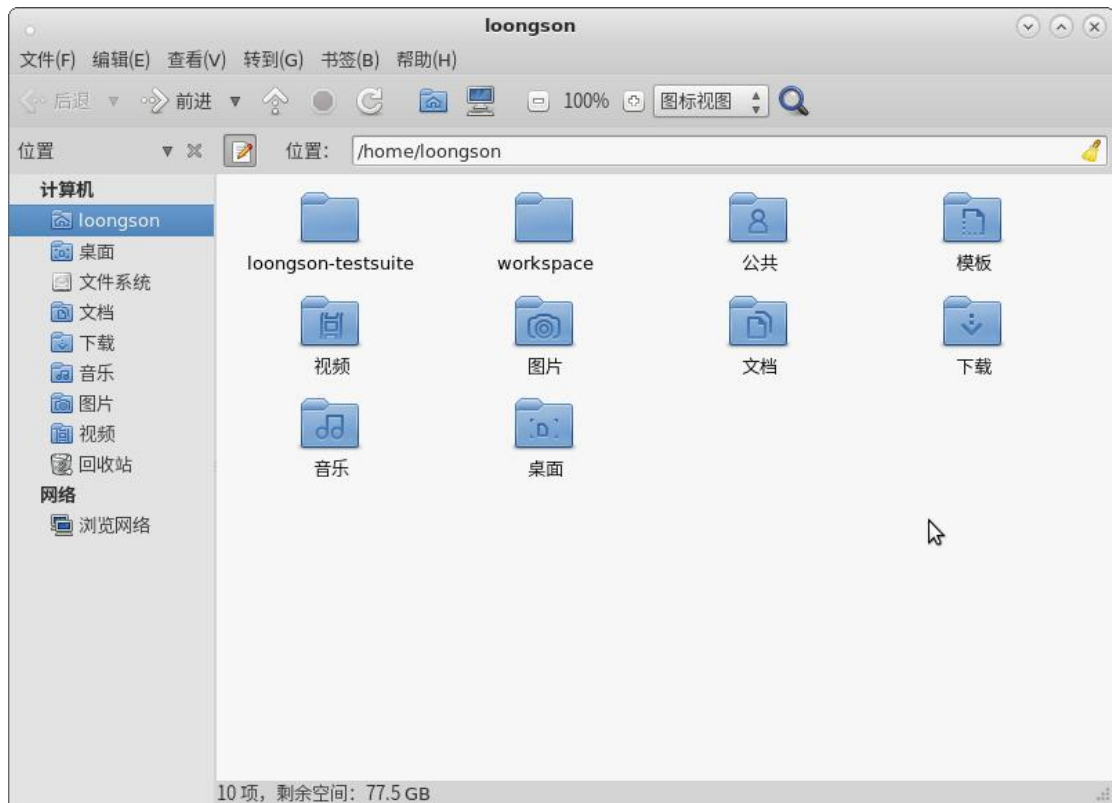 loongson
文件(F) 编辑(E) 查看(V) 转到(G) 书签(B) 帮助(H)
后退 前进 100% 图标视图
位置 位置: /home/loongson
计算机
loongson
桌面
文件系统
文档
下载
音乐
图片
视频
回收站
网络
浏览网络
loongson-testsuite workspace 公共 模板
视频 图片 文档 下载
音乐 桌面
10 项，剩余空间: 77.5 GB